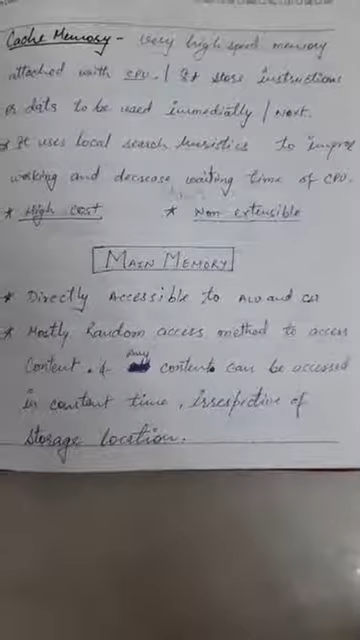 Cache Memory - Very high speed memory
attached with CPU. / It store instructions
or data to be used immediately / Next.
* It uses local search heuristics to improve
working and decrease waiting time of CPU.
* High Cost * Non extensible
MAIN MEMORY
* Directly Accessible to ALU and CU
* Mostly Random access method to access
Content. & Any contents can be accessed
in constant time, irrespective of
Storage location.